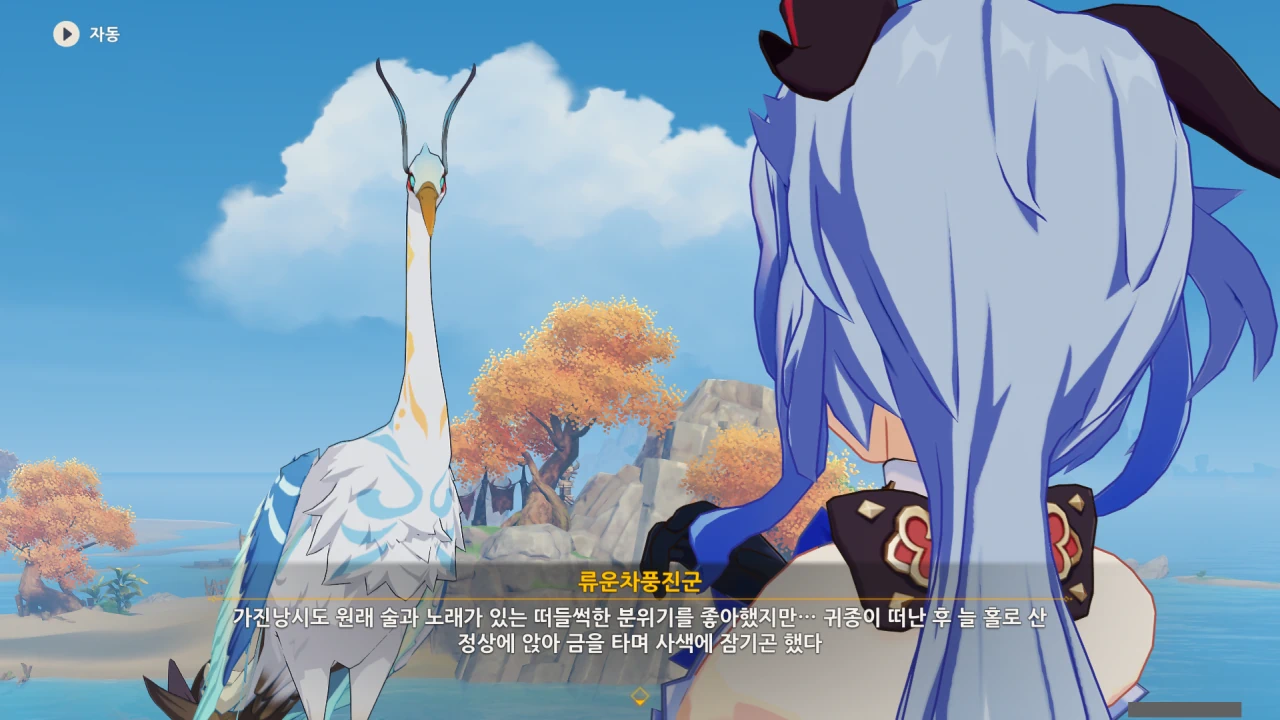 자동
류운차풍진군
가진낭시도 원래 술과 노래가 있는 떠들썩한 분위기를 좋아했지만… 귀종이 떠난 후 늘 홀로 산
정상에 앉아 금을 타며 사색에 잠기곤 했다